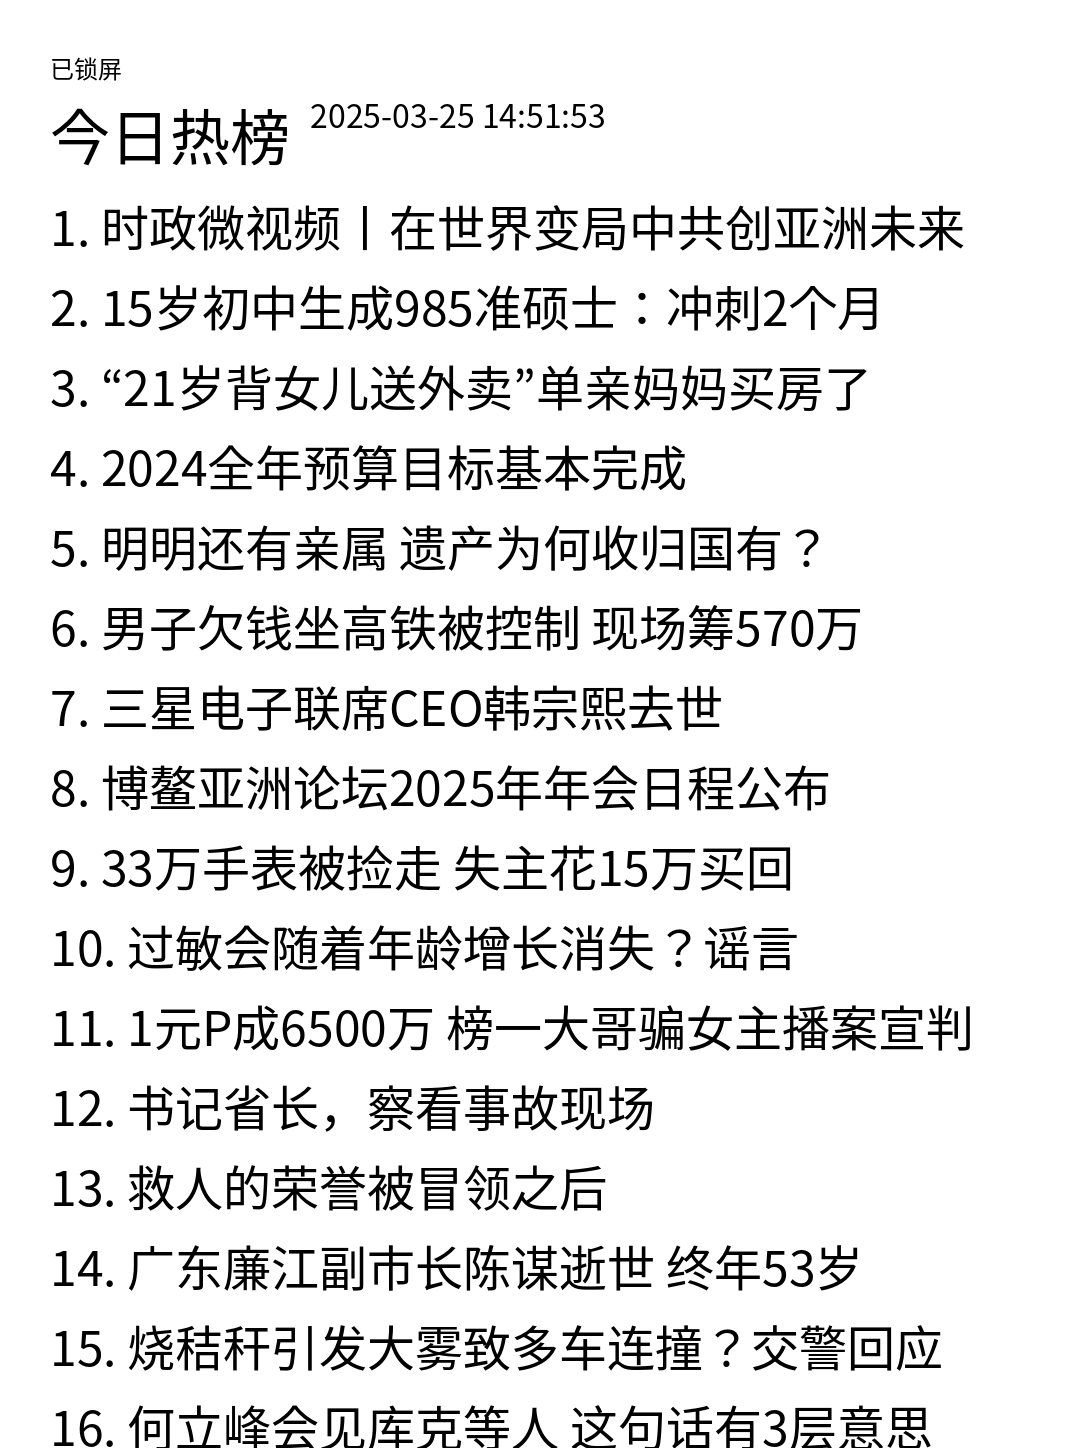 已锁屏
今日热榜 2025-03-25 14:51:53
1. 时政微视频丨在世界变局中共创亚洲未来
2. 15岁初中生成985准硕士：冲刺2个月
3. “21岁背女儿送外卖”单亲妈妈买房了
4. 2024全年预算目标基本完成
5. 明明还有亲属 遗产为何收归国有？
6. 男子欠钱坐高铁被控制 现场筹570万
7. 三星电子联席CEO韩宗熙去世
8. 博鳌亚洲论坛2025年年会日程公布
9. 33万手表被捡走 失主花15万买回
10. 过敏会随着年龄增长消失？谣言
11. 1元P成6500万 榜一大哥骗女主播案宣判
12. 书记省长，察看事故现场
13. 救人的荣誉被冒领之后
14. 广东廉江副市长陈谋逝世 终年53岁
15. 烧秸秆引发大雾致多车连撞？交警回应
16. 何立峰会见库克等人 这句话有3层意思